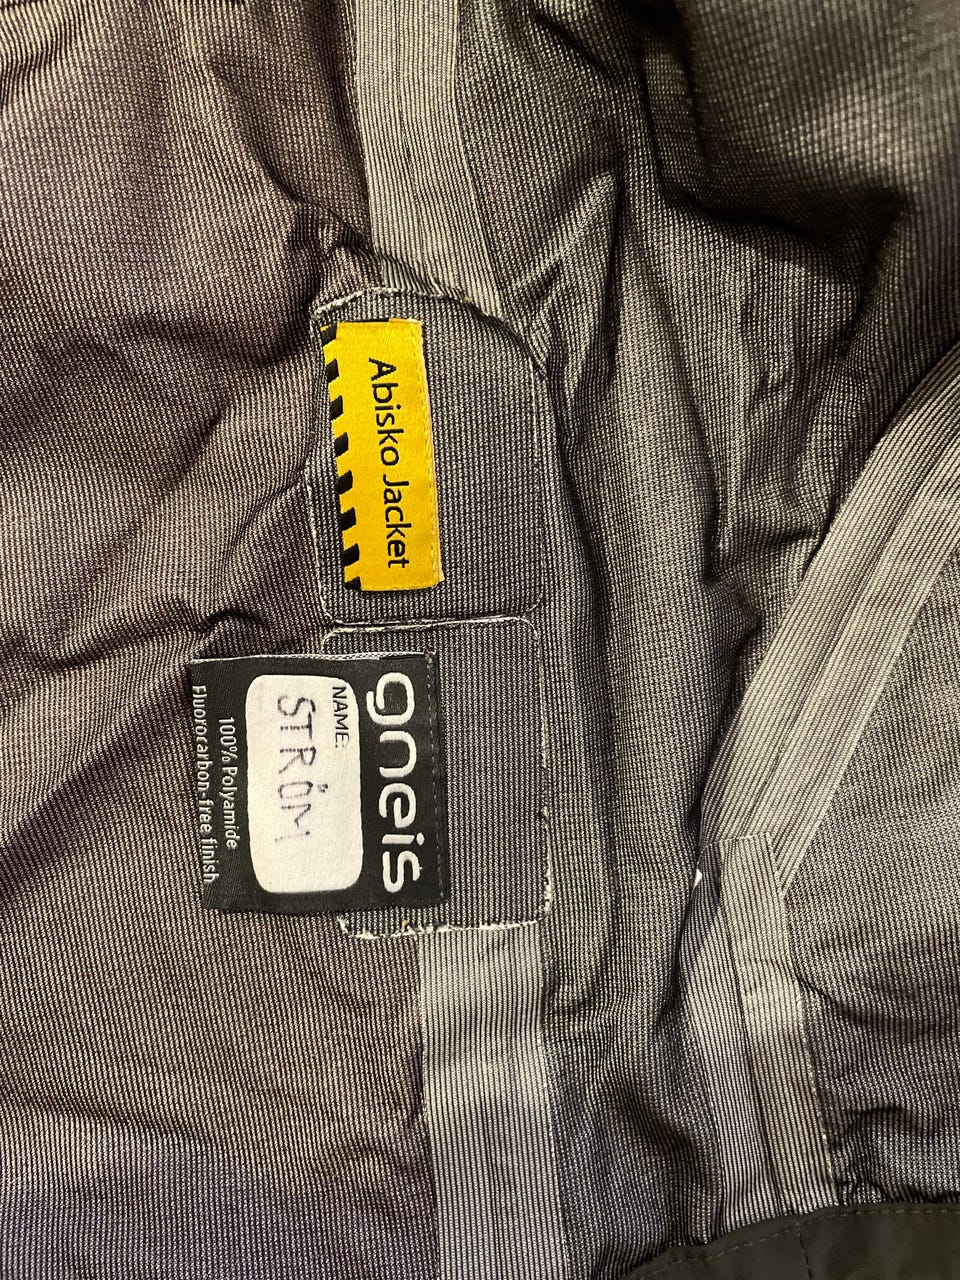 Abisko Jacket
gneis
NAME:
STRÖM
100% Polyamide
Fluorocarbon-free finish